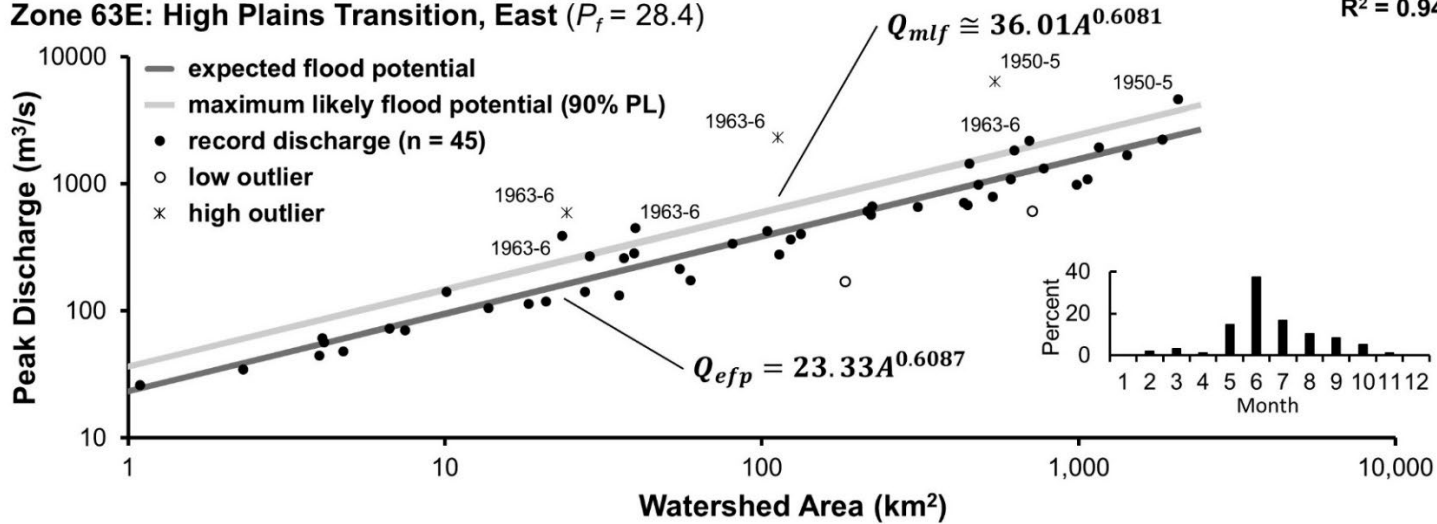 Zone 63E: High Plains Transition, East (P_f = 28.4)
Q_mlf ≅ 36.01A^0.6081
R² = 0.94
10000
1000
100
10
Peak Discharge (m³/s)
expected flood potential
maximum likely flood potential (90% PL)
record discharge (n = 45)
low outlier
high outlier
1950-5
1950-5
1963-6
1963-6
1963-6
1963-6
1963-6
Q_efp = 23.33A^0.6087
40
20
0
Percent
1 2 3 4 5 6 7 8 9 10 11 12
Month
1
10
100
1,000
10,000
Watershed Area (km²)